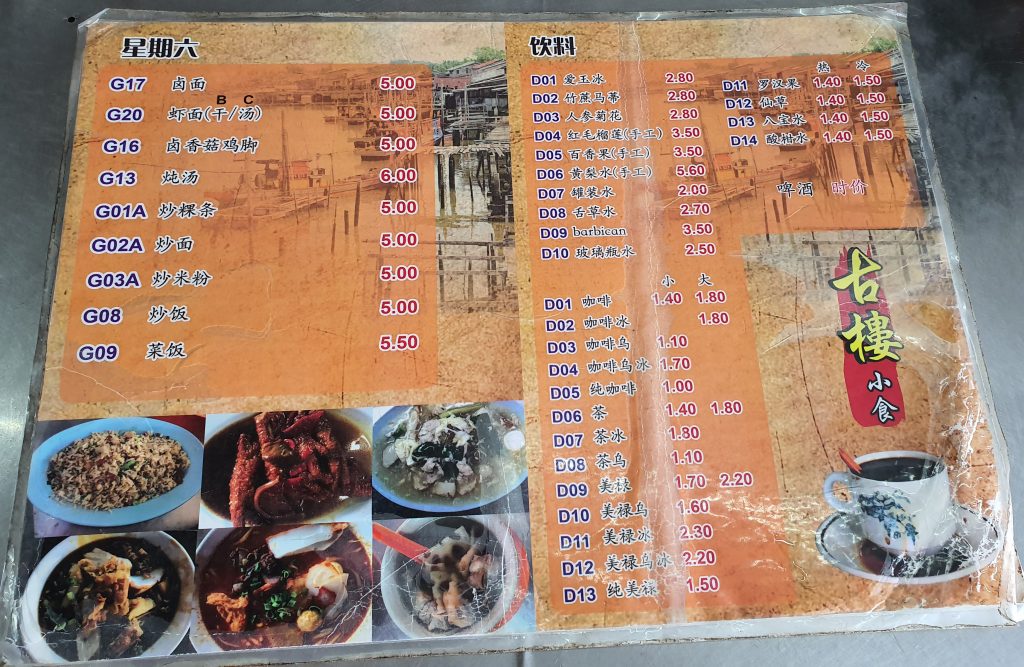 星期六
G17 卤面 5.00
B C
G20 虾面(干/汤) 5.00
G16 卤香菇鸡脚 5.00
G13 炖汤 6.00
G01A 炒粿条 5.00
G02A 炒面 5.00
G03A 炒米粉 5.00
G08 炒饭 5.00
G09 菜饭 5.50
饮料
D01 爱玉冰 2.80
D02 竹蔗马蒂 2.80
D03 人参菊花 2.80
D04 红毛榴莲(手工) 3.50
D05 百香果(手工) 3.50
D06 黄梨水(手工) 5.60
D07 罐装水 2.00
D08 舌草水 2.70
D09 barbican 3.50
D10 玻璃瓶水 2.50
热 冷
D11 罗汉果 1.40 1.50
D12 仙草 1.40 1.50
D13 八宝水 1.40 1.50
D14 酸柑水 1.40 1.50
啤酒 时价
小 大
D01 咖啡 1.40 1.80
D02 咖啡冰 1.80
D03 咖啡乌 1.10
D04 咖啡乌冰 1.70
D05 纯咖啡 1.00
D06 茶 1.40 1.80
D07 茶冰 1.80
D08 茶乌 1.10
D09 美禄 1.70 2.20
D10 美禄乌 1.60
D11 美禄冰 2.30
D12 美禄乌冰 2.20
D13 纯美禄 1.50
古樓
小食